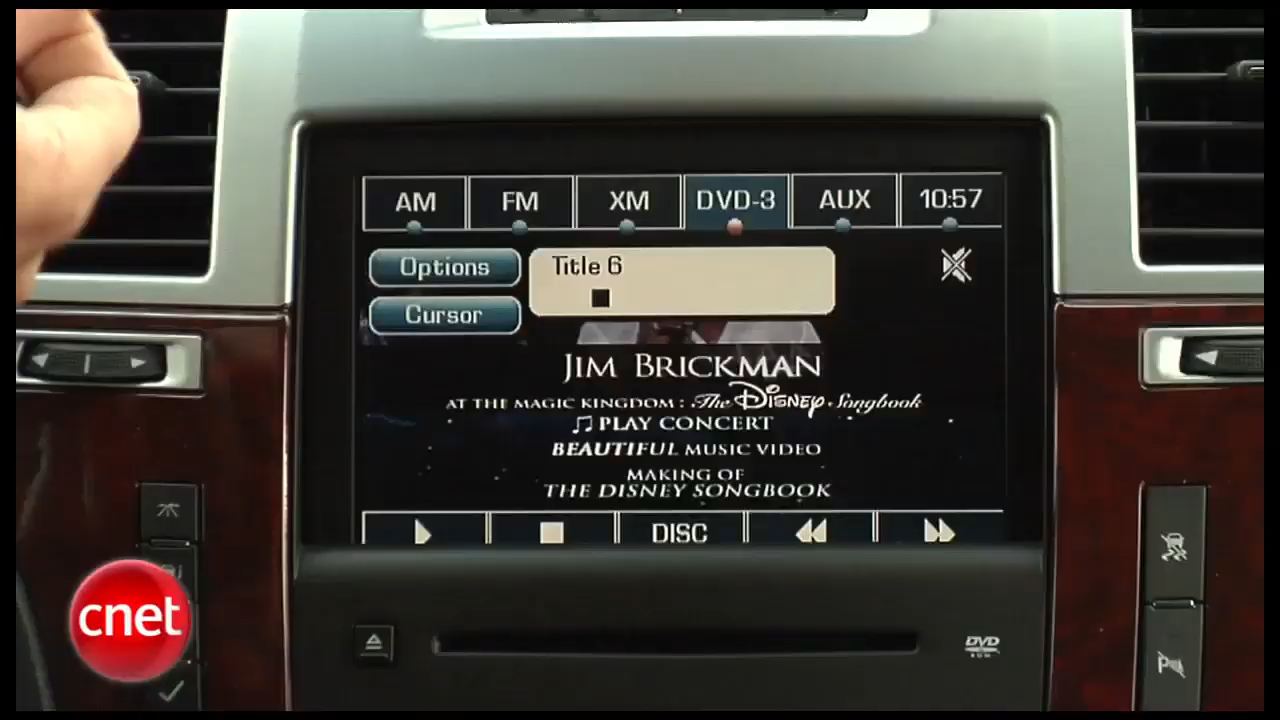 AM FM XM DVD-3 AUX 10:57
Options
Title 6
Cursor
JIM BRICKMAN
AT THE MAGIC KINGDOM : The DISNEY Songbook
PLAY CONCERT
BEAUTIFUL MUSIC VIDEO
MAKING OF
THE DISNEY SONGBOOK
DISC
cnet
DVD